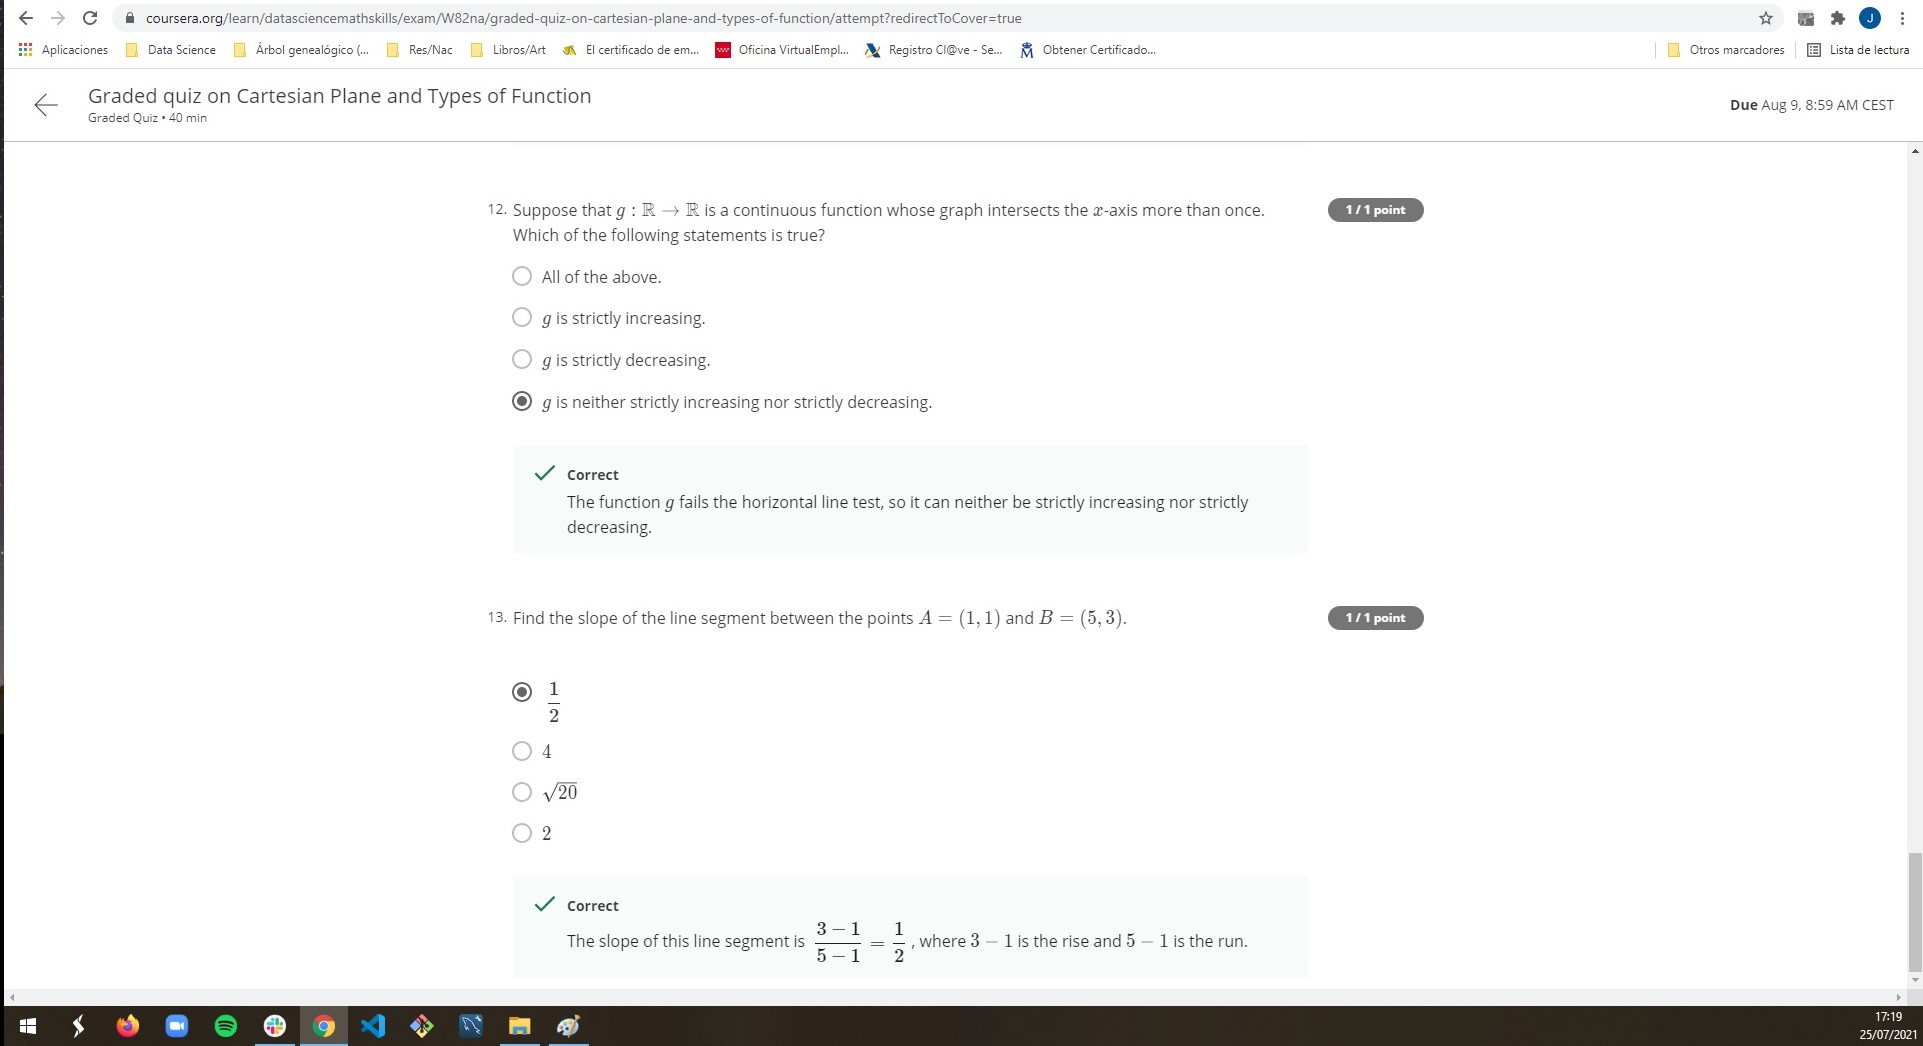 coursera.org/learn/datasciencemathskills/exam/W82na/graded-quiz-on-cartesian-plane-and-types-of-function/attempt?redirectToCover=true
J
Aplicaciones Data Science Árbol genealógico (... Res/Nac Libros/Art El certificado de em... Oficina VirtualEmpl... Registro Cl@ve - Se... Obtener Certificado... Otros marcadores Lista de lectura
Graded quiz on Cartesian Plane and Types of Function
Graded Quiz • 40 min
Due Aug 9, 8:59 AM CEST
12. Suppose that g : ℝ → ℝ is a continuous function whose graph intersects the x-axis more than once.
1 / 1 point
Which of the following statements is true?
All of the above.
g is strictly increasing.
g is strictly decreasing.
g is neither strictly increasing nor strictly decreasing.
Correct
The function g fails the horizontal line test, so it can neither be strictly increasing nor strictly
decreasing.
13. Find the slope of the line segment between the points A = (1, 1) and B = (5, 3).
1 / 1 point
1/2
4
√20
2
Correct
The slope of this line segment is (3 − 1)/(5 − 1) = 1/2 , where 3 − 1 is the rise and 5 − 1 is the run.
17:19
25/07/2021